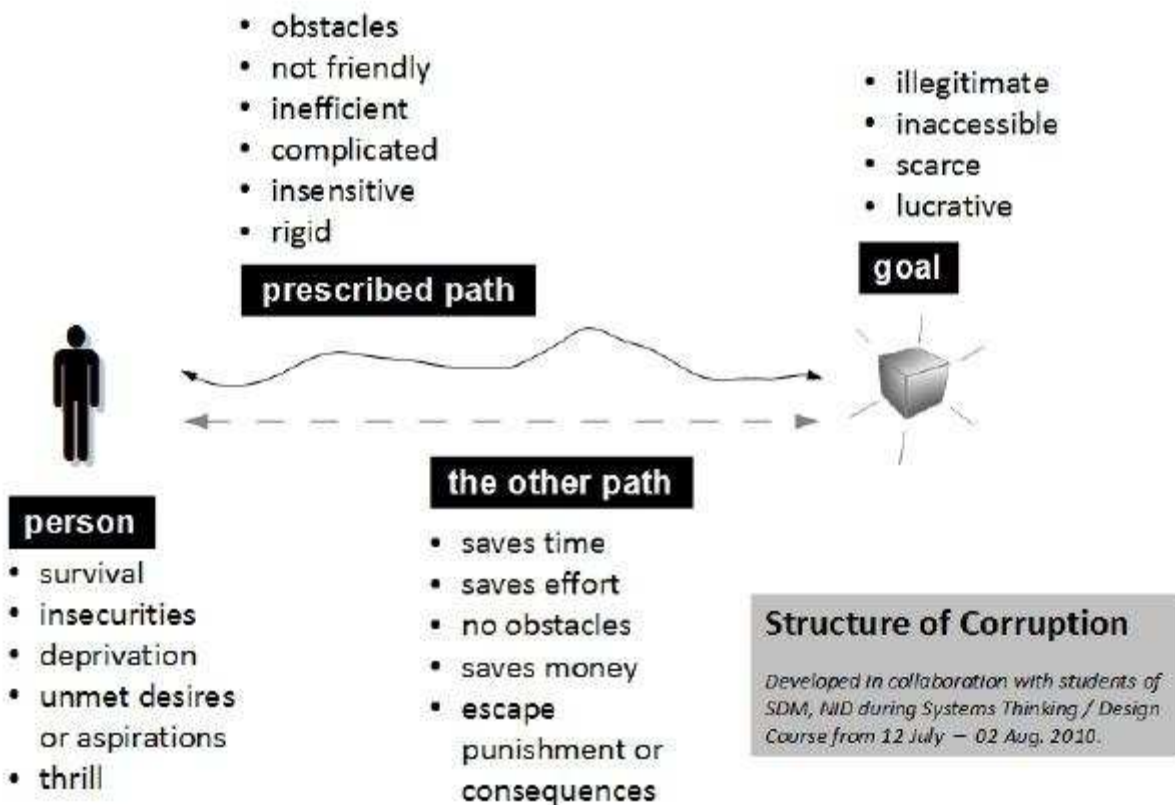 • obstacles
• not friendly
• inefficient
• complicated
• insensitive
• rigid
prescribed path
• illegitimate
• inaccessible
• scarce
• lucrative
goal
person
• survival
• insecurities
• deprivation
• unmet desires
or aspirations
• thrill
the other path
• saves time
• saves effort
• no obstacles
• saves money
• escape
punishment or
consequences
Structure of Corruption
Developed in collaboration with students of
SDM, NID during Systems Thinking / Design
Course from 12 July – 02 Aug. 2010.